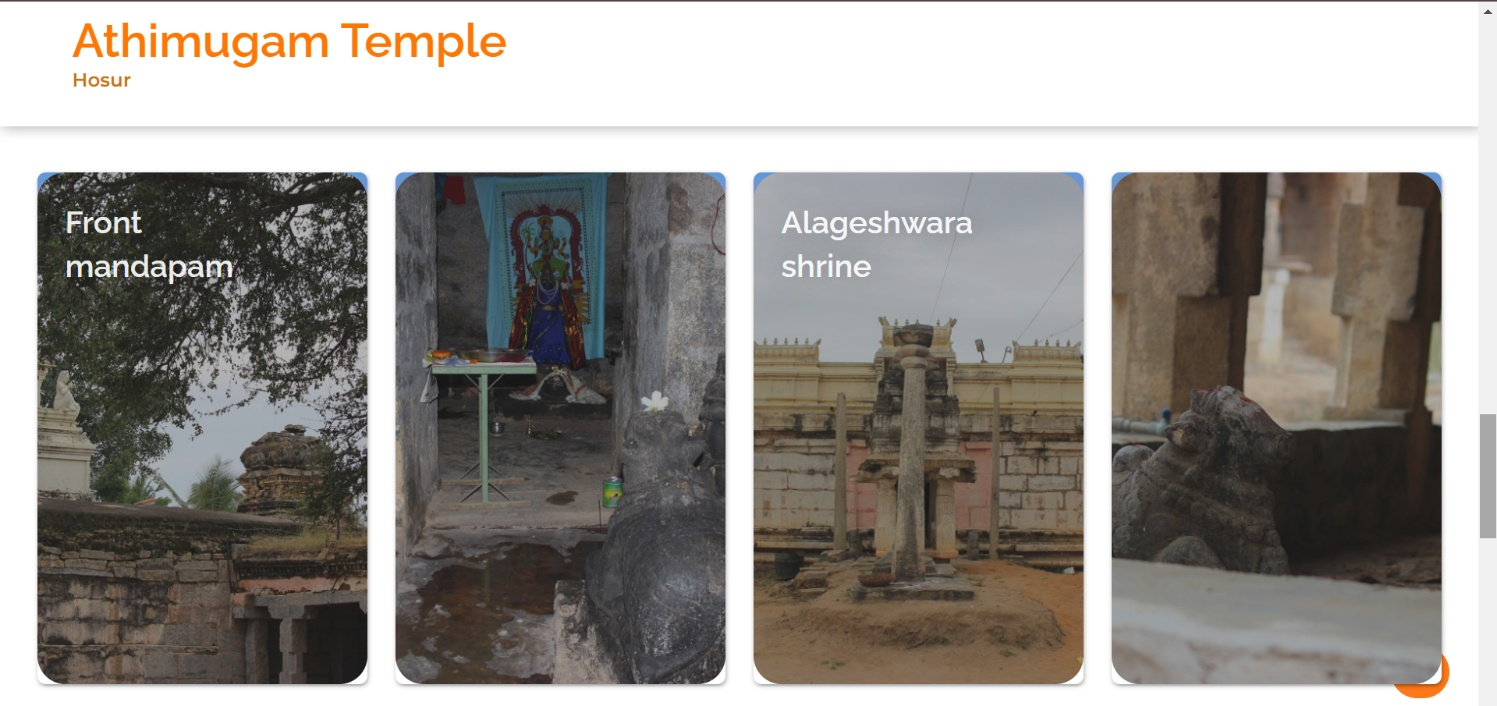 Athimugam Temple
Hosur
Front
mandapam
Alageshwara
shrine